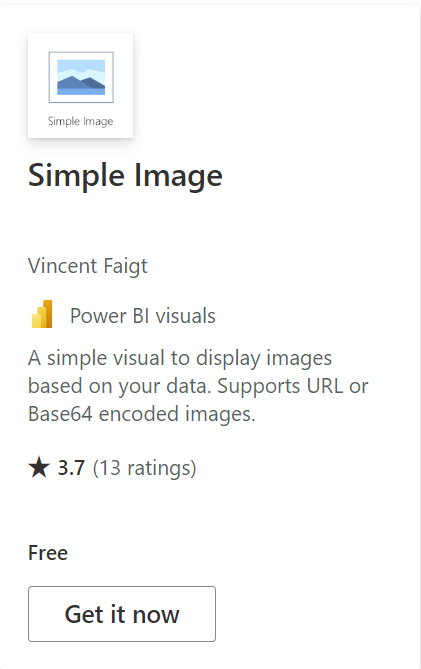 Simple Image
Simple Image
Vincent Faigt
Power BI visuals
A simple visual to display images
based on your data. Supports URL or
Base64 encoded images.
★ 3.7 (13 ratings)
Free
Get it now